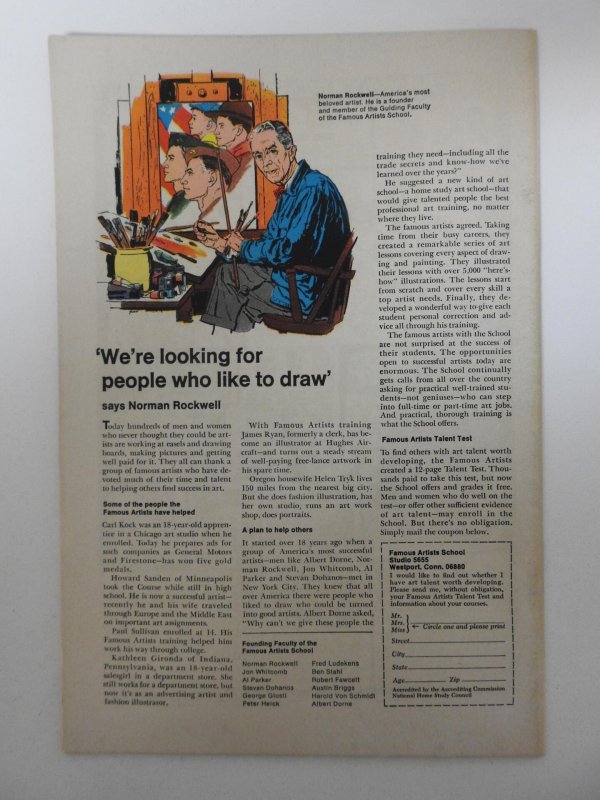 Norman Rockwell—America's most
beloved artist. He is a founder
and member of the Guiding Faculty
of the Famous Artists School.
'We're looking for
people who like to draw'
says Norman Rockwell
Today hundreds of men and women
who never thought they could be art-
ists are working at easels and drawing
boards, making pictures and getting
well paid for it. They all can thank a
group of famous artists who have de-
voted much of their time and talent
to helping others find success in art.
Some of the people the
Famous Artists have helped
Carl Kock was an 18-year-old appren-
tice in a Chicago art studio when he
enrolled. Today he prepares ads for
such companies as General Motors
and Firestone—has won five gold
medals.
Howard Sanden of Minneapolis
took the Course while still in high
school. He is now a successful artist—
recently he and his wife traveled
through Europe and the Middle East
on important art assignments.
Paul Sullivan enrolled at 14. His
Famous Artists training helped him
work his way through college.
Kathleen Gironda of Indiana,
Pennsylvania, was an 18-year-old
salesgirl in a department store. She
still works for a department store, but
now it's as an advertising artist and
fashion illustrator.
With Famous Artists training
James Ryan, formerly a clerk, has be-
come an illustrator at Hughes Air-
craft—and turns out a steady stream
of well-paying free-lance artwork in
his spare time.
Oregon housewife Helen Tryk lives
150 miles from the nearest big city.
But she does fashion illustration, has
her own studio, runs an art work
shop, does portraits.
A plan to help others
It started over 18 years ago when a
group of America's most successful
artists—men like Albert Dorne, Nor-
man Rockwell, Jon Whitcomb, Al
Parker and Stevan Dohanos—met in
New York City. They knew that all
over America there were people who
liked to draw who could be turned
into good artists. Albert Dorne asked,
"Why can't we give these people the
Founding Faculty of the
Famous Artists School
Norman Rockwell
Jon Whitcomb
Al Parker
Stevan Dohanos
George Giusti
Peter Helck
Fred Ludekens
Ben Stahl
Robert Fawcett
Austin Briggs
Harold Von Schmidt
Albert Dorne
training they need—including all the
trade secrets and know-how we've
learned over the years?"
He suggested a new kind of art
school—a home study art school—that
would give talented people the best
professional art training, no matter
where they live.
The famous artists agreed. Taking
time from their busy careers, they
created a remarkable series of art
lessons covering every aspect of draw-
ing and painting. They illustrated
their lessons with over 5,000 "here's-
how" illustrations. The lessons start
from scratch and cover every skill a
top artist needs. Finally, they de-
veloped a wonderful way to give each
student personal correction and ad-
vice all through his training.
The famous artists with the School
are not surprised at the success of
their students. The opportunities
open to successful artists today are
enormous. The School continually
gets calls from all over the country
asking for practical well-trained stu-
dents—not geniuses—who can step
into full-time or part-time art jobs.
And practical, thorough training is
what the School offers.
Famous Artists Talent Test
To find others with art talent worth
developing, the Famous Artists
created a 12-page Talent Test. Thou-
sands paid to take this test, but now
the School offers and grades it free.
Men and women who do well on the
test—or offer other sufficient evidence
of art talent—may enroll in the
School. But there's no obligation.
Simply mail the coupon below.
Famous Artists School
Studio 5655
Westport, Conn. 06880
I would like to find out whether I
have art talent worth developing.
Please send me, without obligation,
your Famous Artists Talent Test and
information about your courses.
Mr.
Mrs. ← Circle one and please print
Miss
Street
City
State
Age Zip
Accredited by the Accrediting Commission
National Home Study Council